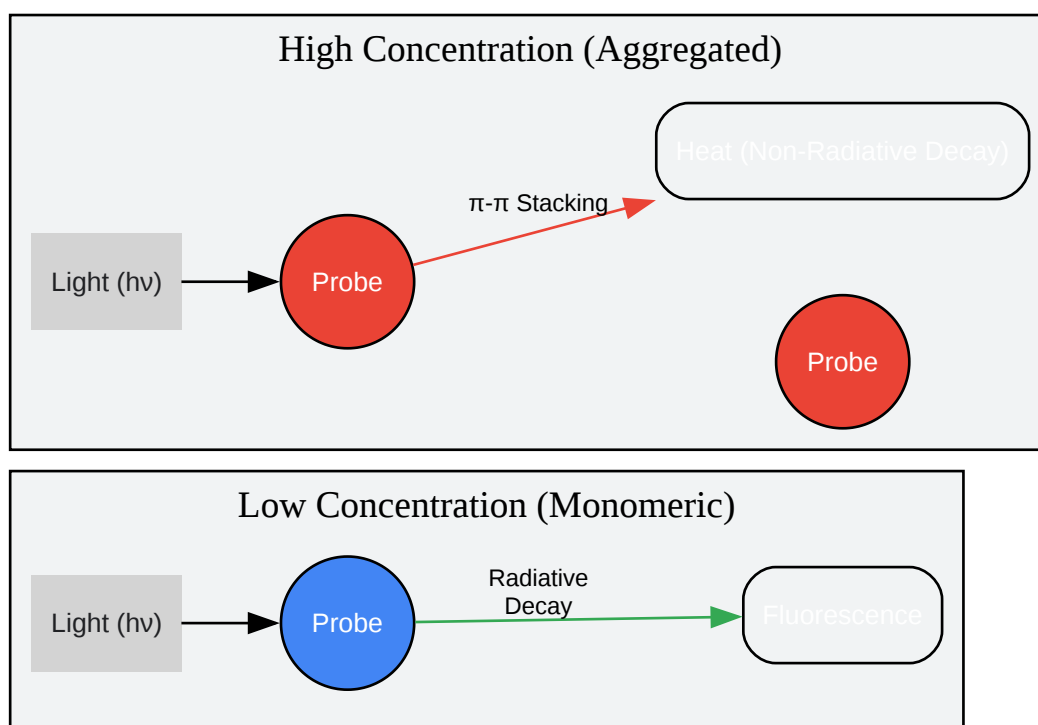 High Concentration (Aggregated)
Heat (Non-Radiative Decay)
π-π Stacking
Light (hν)
Probe
Probe
Low Concentration (Monomeric)
Radiative
Decay
Light (hν)
Probe
Fluorescence